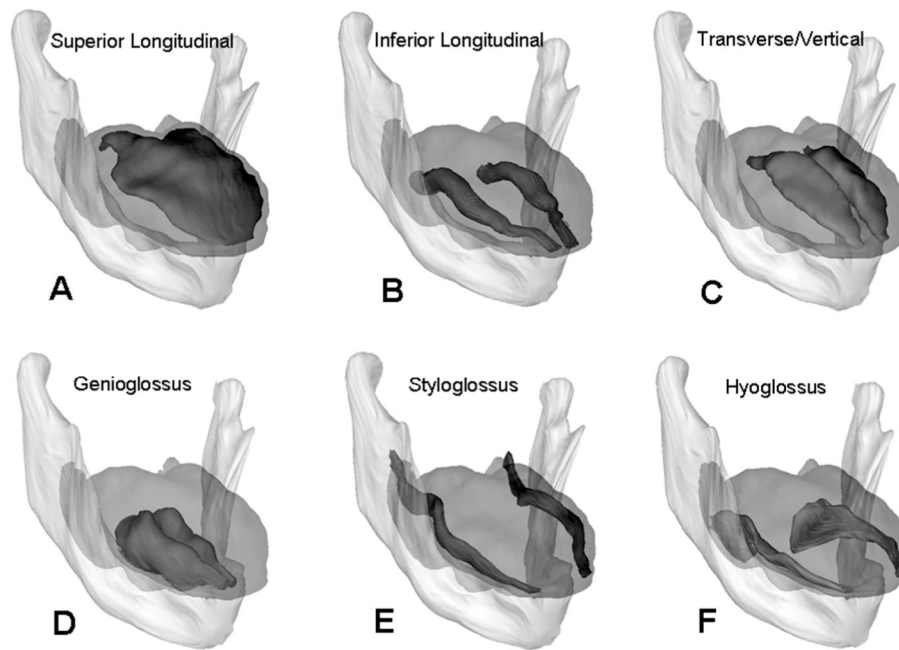 Superior Longitudinal
Inferior Longitudinal
Transverse/Vertical
A
B
C
Genioglossus
Styloglossus
Hyoglossus
D
E
F